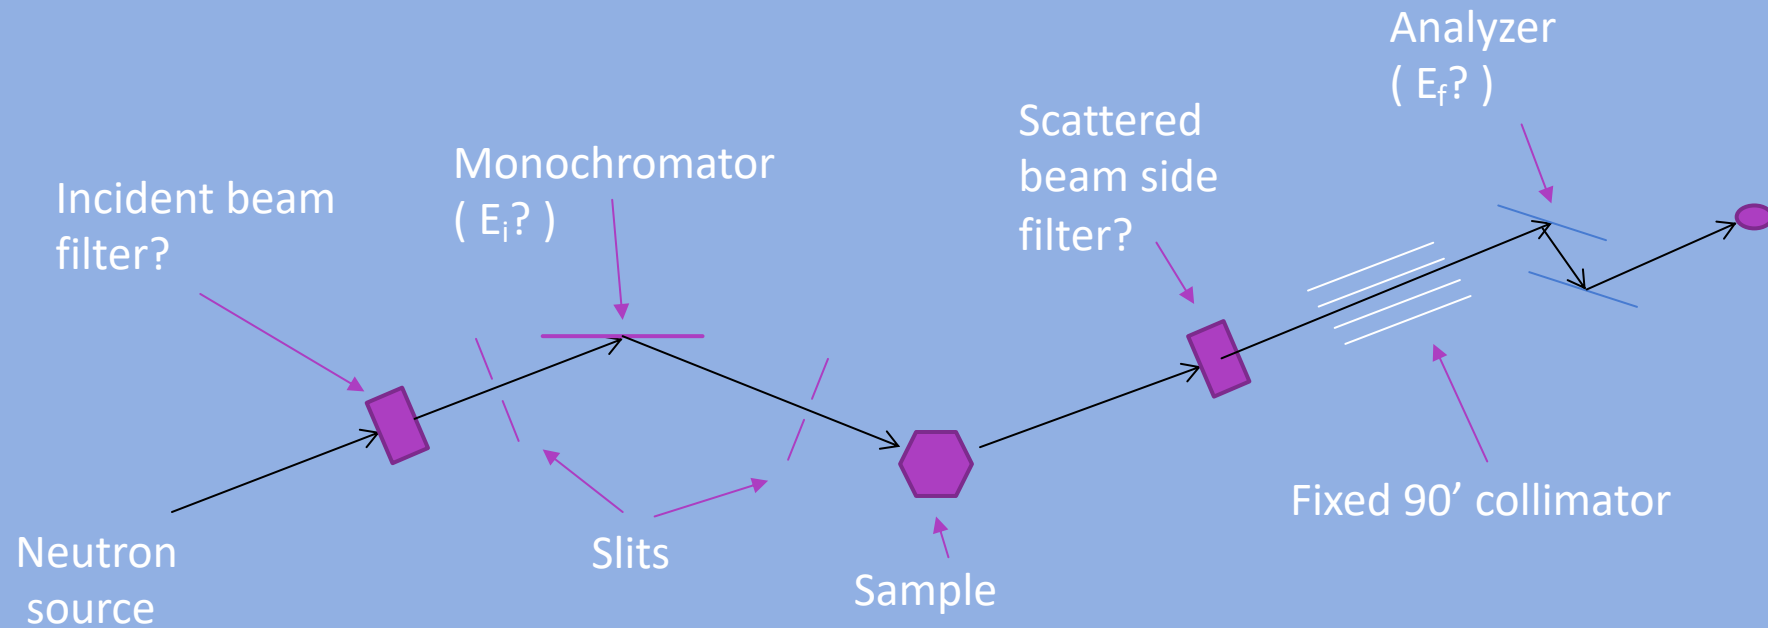 Analyzer
( Ef? )
Scattered
beam side
filter?
Monochromator
( Ei? )
Incident beam
filter?
Fixed 90’ collimator
Slits
Neutron
source
Sample